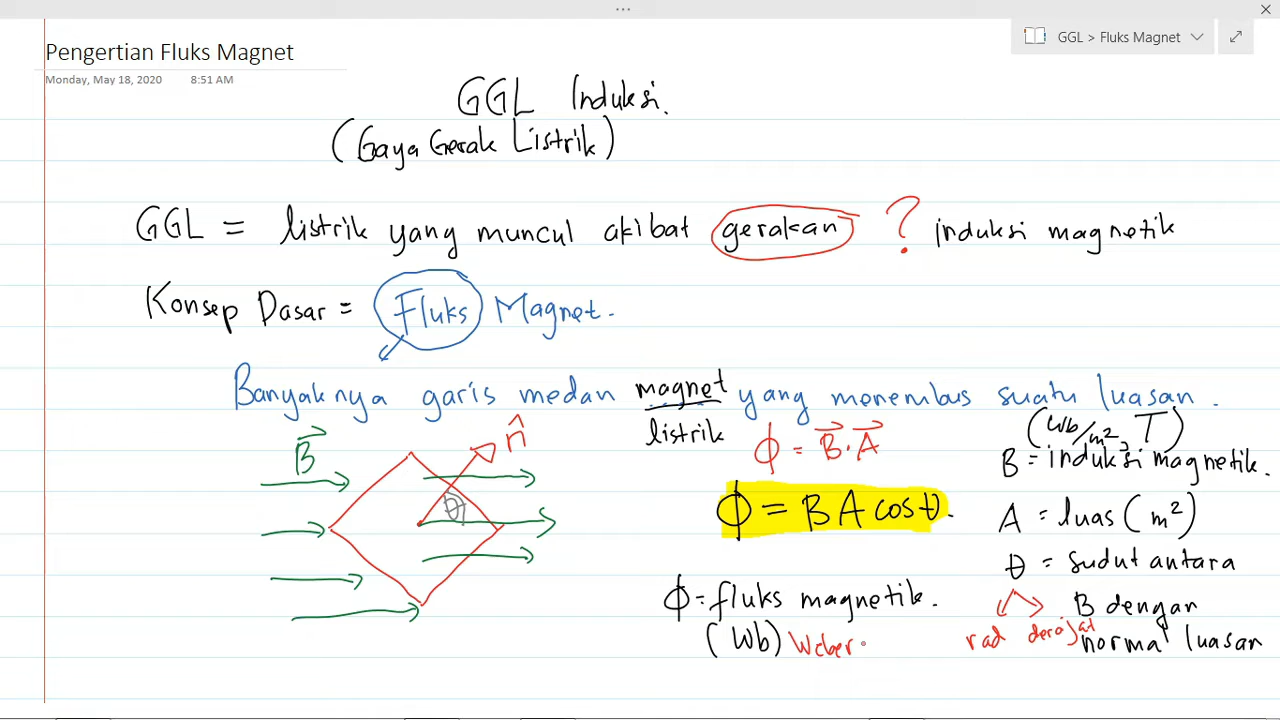 GGL > Fluks Magnet
Pengertian Fluks Magnet
Monday, May 18, 2020 8:51 AM
GGL Induksi.
(Gaya Gerak Listrik)
GGL = listrik yang muncul akibat gerakan ? induksi magnetik
Konsep Dasar = Fluks Magnet.
Banyaknya garis medan magnet yang menembus suatu luasan.
listrik
B⃗
n̂
θ
ϕ = B⃗ . A⃗
ϕ = B A cos θ.
ϕ = fluks magnetik.
(Wb) Weber
(Wb/m², T)
B = induksi magnetik.
A = luas (m²)
θ = sudut antara
B dengan
rad derajat normal luasan